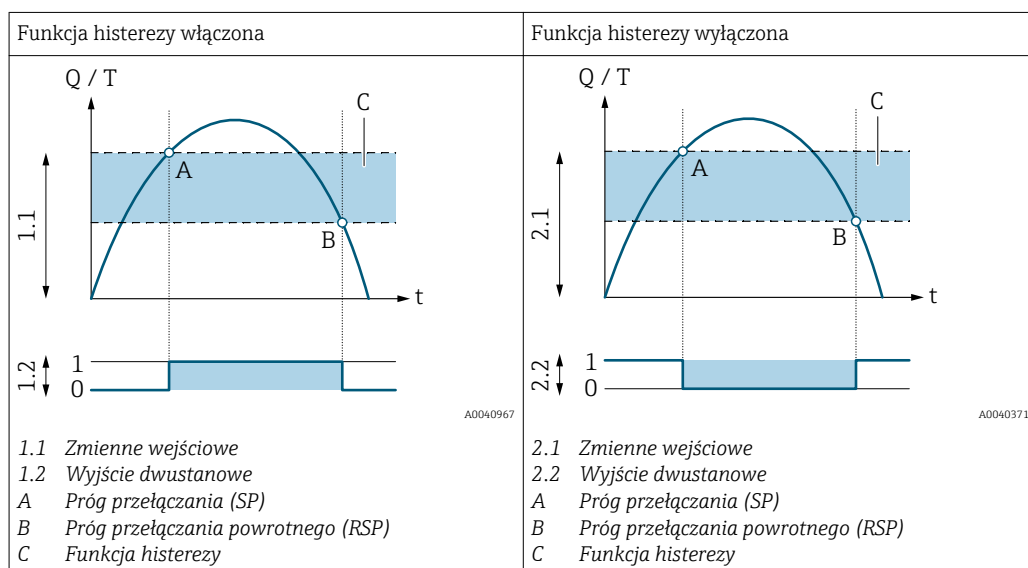 Funkcja histerezy włączona
Q / T
C
A
B
1.1
t
1.2
1
0
A0040967
1.1 Zmienne wejściowe
1.2 Wyjście dwustanowe
A Próg przełączania (SP)
B Próg przełączania powrotnego (RSP)
C Funkcja histerezy
Funkcja histerezy wyłączona
Q / T
C
A
B
2.1
t
2.2
1
0
A0040371
2.1 Zmienne wejściowe
2.2 Wyjście dwustanowe
A Próg przełączania (SP)
B Próg przełączania powrotnego (RSP)
C Funkcja histerezy